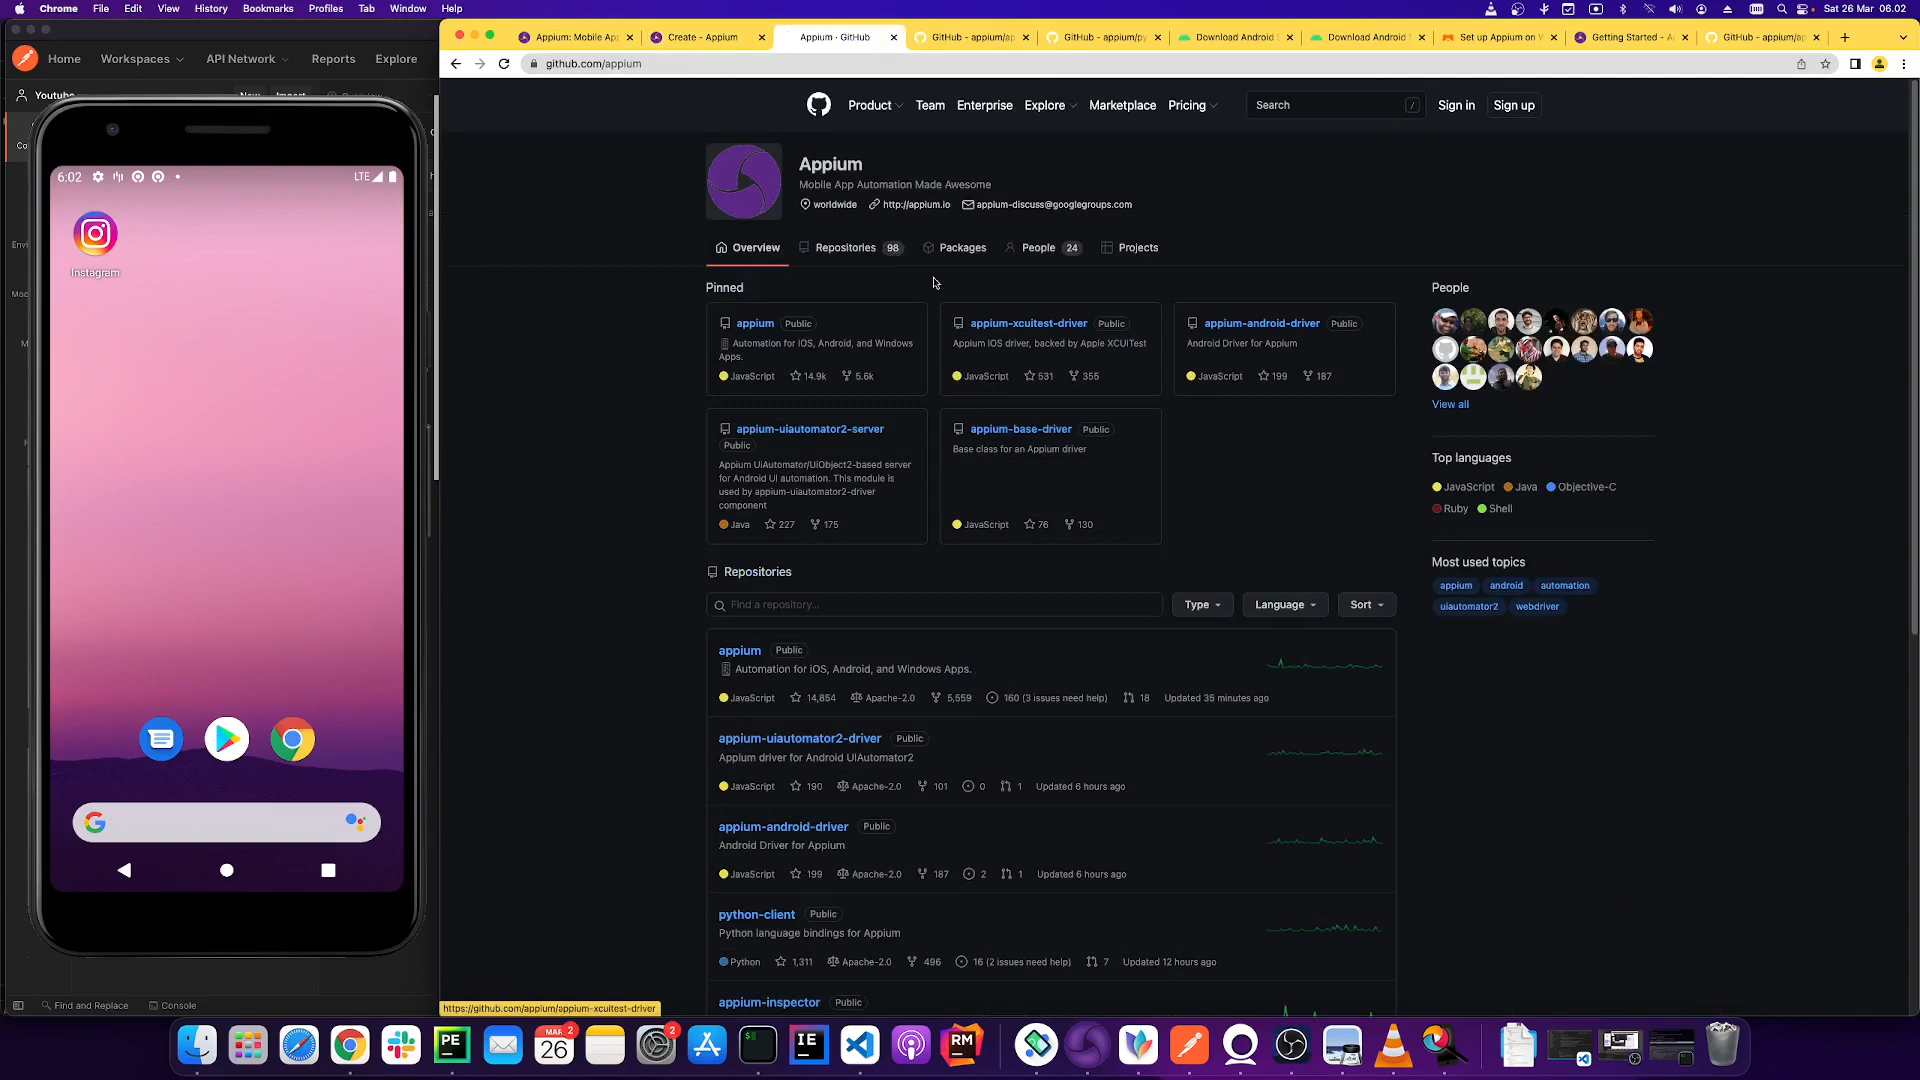 Chrome File Edit View History Bookmarks Profiles Tab Window Help Sat 26 Mar 06.02
Appium: Mobile Ap Create - Appium Appium · GitHub GitHub - appium/ap GitHub - appium/py Download Android Download Android Set up Appium on Getting Started - A GitHub - appium/ap
github.com/appium
Home Workspaces API Network Reports Explore
Youtube New Import
6:02 LTE
Instagram
Find and Replace Console
Product Team Enterprise Explore Marketplace Pricing Search / Sign in Sign up
Appium
Mobile App Automation Made Awesome
worldwide http://appium.io appium-discuss@googlegroups.com
Overview Repositories 98 Packages People 24 Projects
Pinned
appium Public
Automation for iOS, Android, and Windows
Apps.
JavaScript 14.9k 5.6k
appium-xcuitest-driver Public
Appium iOS driver, backed by Apple XCUITest
JavaScript 531 355
appium-android-driver Public
Android Driver for Appium
JavaScript 199 187
appium-uiautomator2-server
Public
Appium UiAutomator/UiObject2-based server
for Android UI automation. This module is
used by appium-uiautomator2-driver
component
Java 227 175
appium-base-driver Public
Base class for an Appium driver
JavaScript 76 130
Repositories
Find a repository... Type Language Sort
appium Public
Automation for iOS, Android, and Windows Apps.
JavaScript 14,854 Apache-2.0 5,559 160 (3 issues need help) 18 Updated 35 minutes ago
appium-uiautomator2-driver Public
Appium driver for Android UIAutomator2
JavaScript 190 Apache-2.0 101 0 1 Updated 6 hours ago
appium-android-driver Public
Android Driver for Appium
JavaScript 199 Apache-2.0 187 2 1 Updated 6 hours ago
python-client Public
Python language bindings for Appium
Python 1,311 Apache-2.0 496 16 (2 issues need help) 7 Updated 12 hours ago
appium-inspector Public
People
View all
Top languages
JavaScript Java Objective-C
Ruby Shell
Most used topics
appium android automation
uiautomator2 webdriver
https://github.com/appium/appium-xcuitest-driver
PE MAR 2 26 2 IE RM